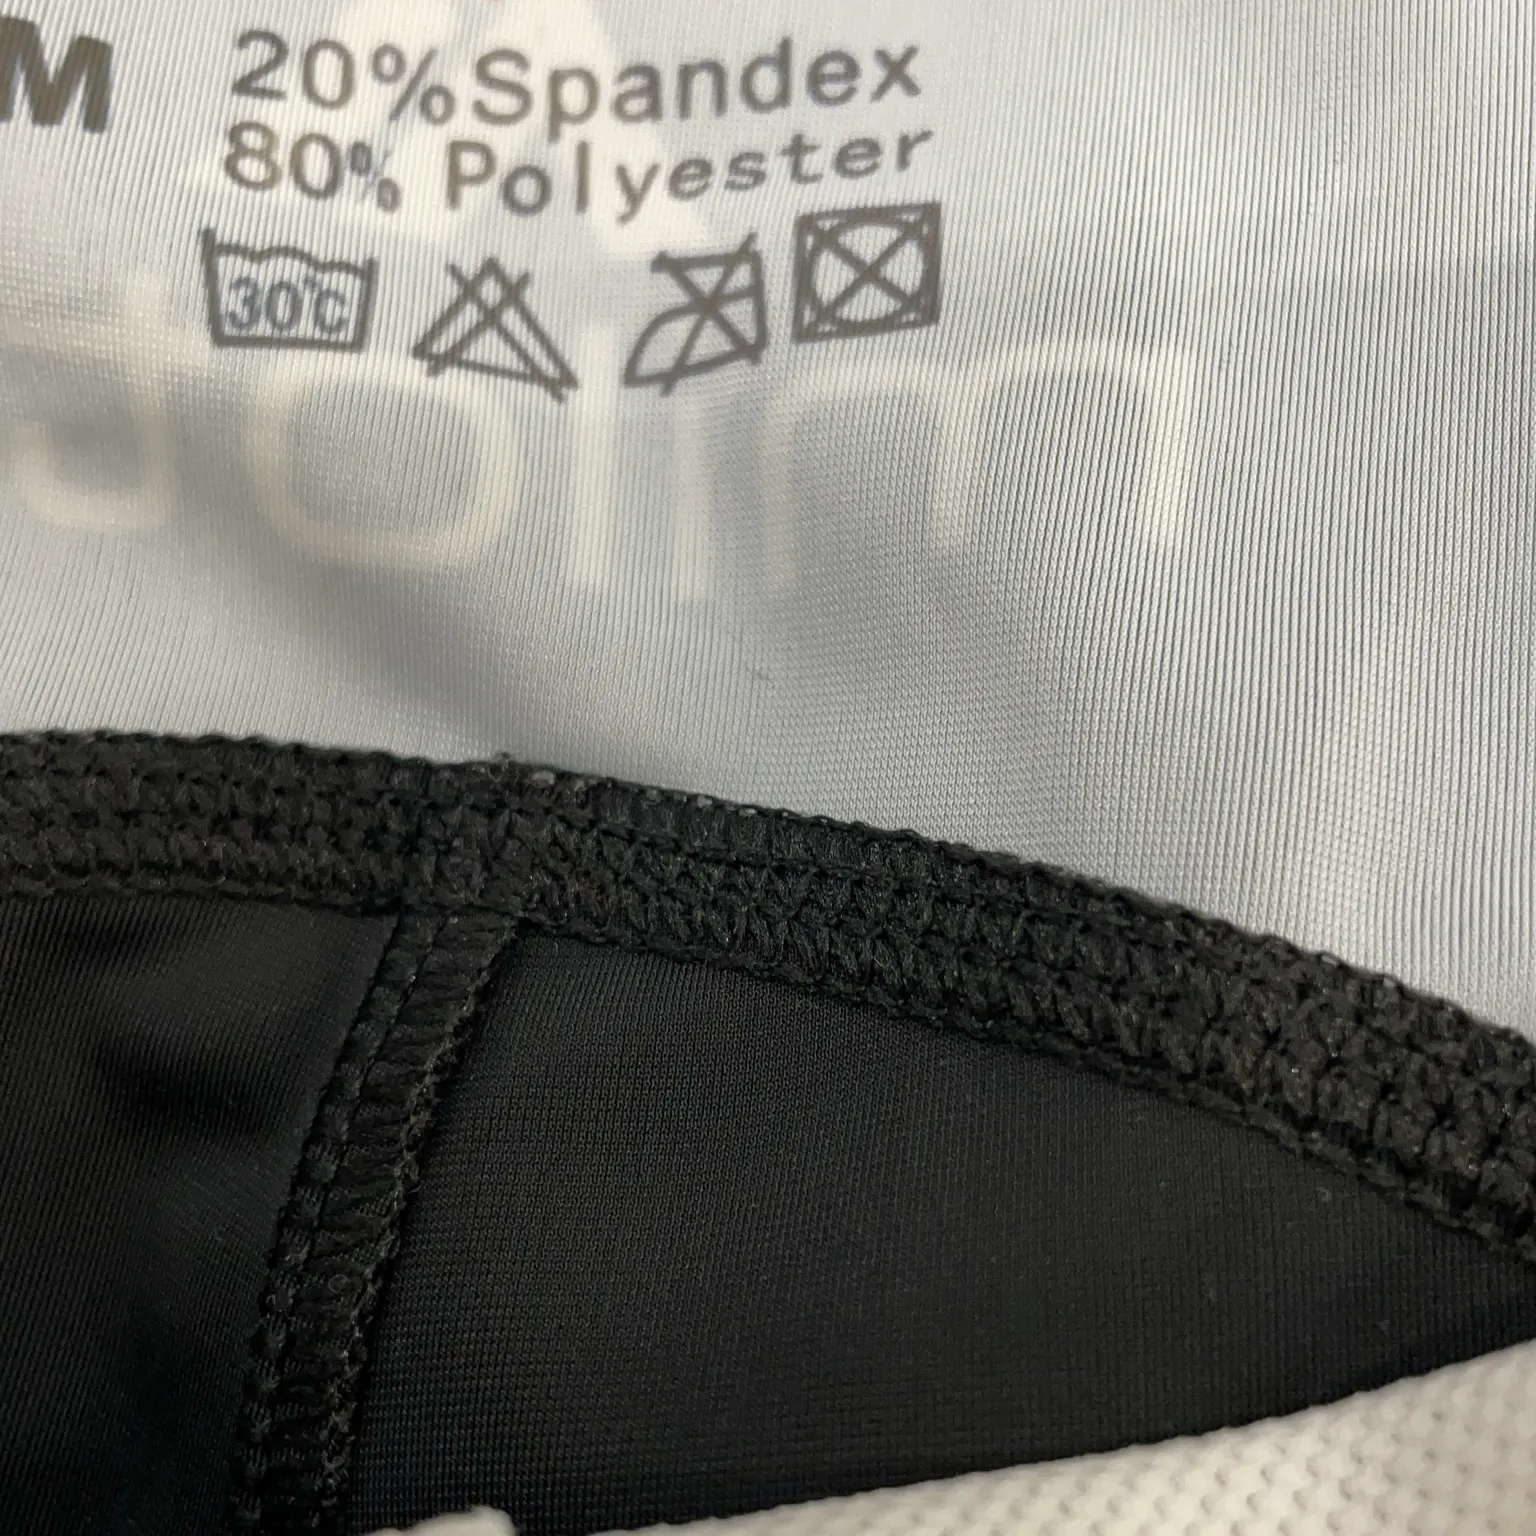 M
20%Spandex
80% Polyester
30°C